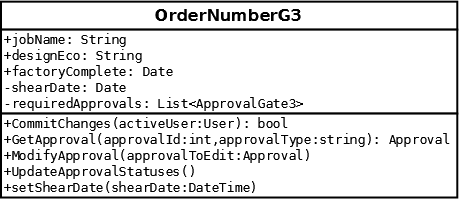 OrderNumberG3
+jobName: String
+designEco: String
+factoryComplete: Date
-shearDate: Date
-requiredApprovals: List<ApprovalGate3>
+CommitChanges(activeUser:User): bool
+GetApproval(approvalId:int,approvalType:string): Approval
+ModifyApproval(approvalToEdit:Approval)
+UpdateApprovalStatuses()
+setShearDate(shearDate:DateTime)